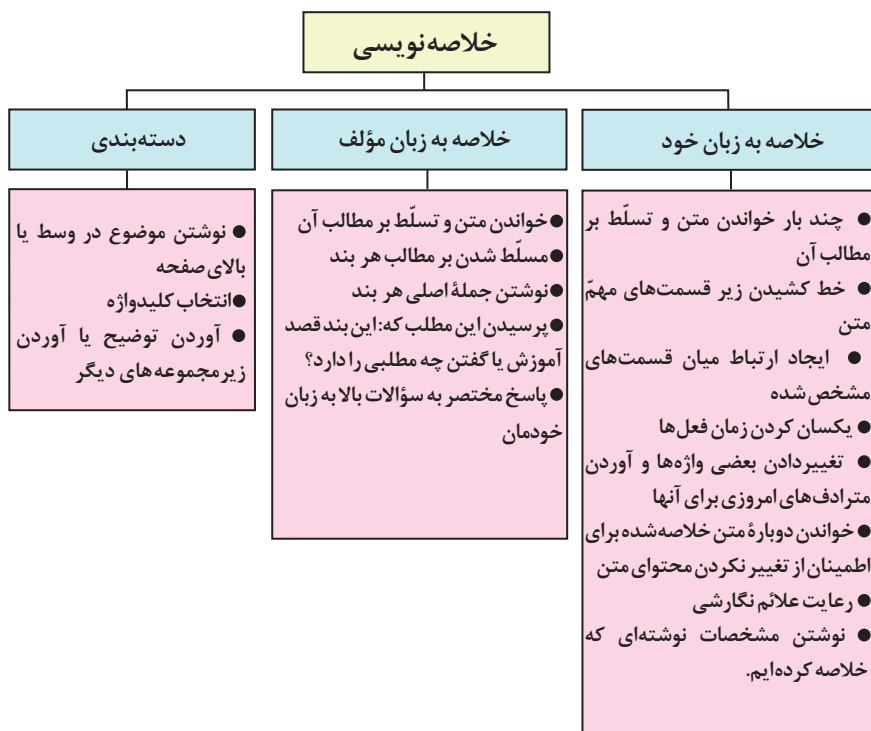 خلاصه‌نویسی
خلاصه به زبان خود
● چند بار خواندن متن و تسلّط بر
مطالب آن
● خط کشیدن زیر قسمت‌های مهمّ
متن
● ایجاد ارتباط میان قسمت‌های
مشخص‌شده
● یکسان کردن زمان فعل‌ها
● تغییردادن بعضی واژه‌ها و آوردن
مترادف‌های امروزی برای آنها
● خواندن دوبارهٔ متن خلاصه‌شده برای
اطمینان از تغییر نکردن محتوای متن
● رعایت علائم نگارشی
● نوشتن مشخصات نوشته‌ای که
خلاصه کرده‌ایم.
خلاصه به زبان مؤلف
● خواندن متن و تسلّط بر مطالب آن
● مسلّط شدن بر مطالب هر بند
● نوشتن جملهٔ اصلی هر بند
● پرسیدن این مطلب که: این بند قصد
آموزش یا گفتن چه مطلبی را دارد؟
● پاسخ مختصر به سؤالات بالا به زبان
خودمان
دسته‌بندی
● نوشتن موضوع در وسط یا
بالای صفحه
● انتخاب کلیدواژه
● آوردن توضیح یا آوردن
زیرمجموعه‌های دیگر